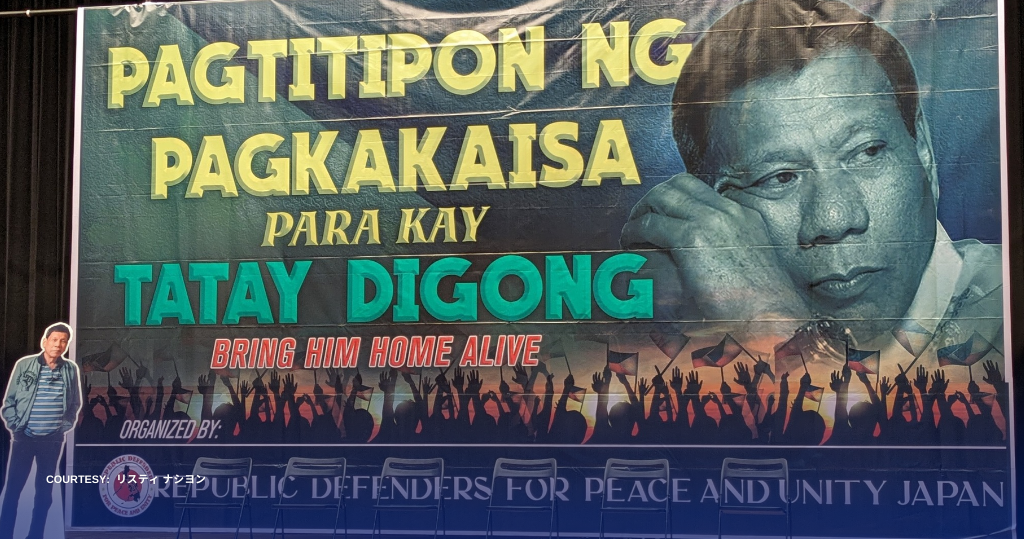 PAGTITIPON NG
PAGKAKAISA
PARA KAY
TATAY DIGONG
BRING HIM HOME ALIVE
ORGANIZED BY:
REPUBLIC DEFENDERS FOR PEACE AND UNITY JAPAN
COURTESY: リスティ ナシヨン